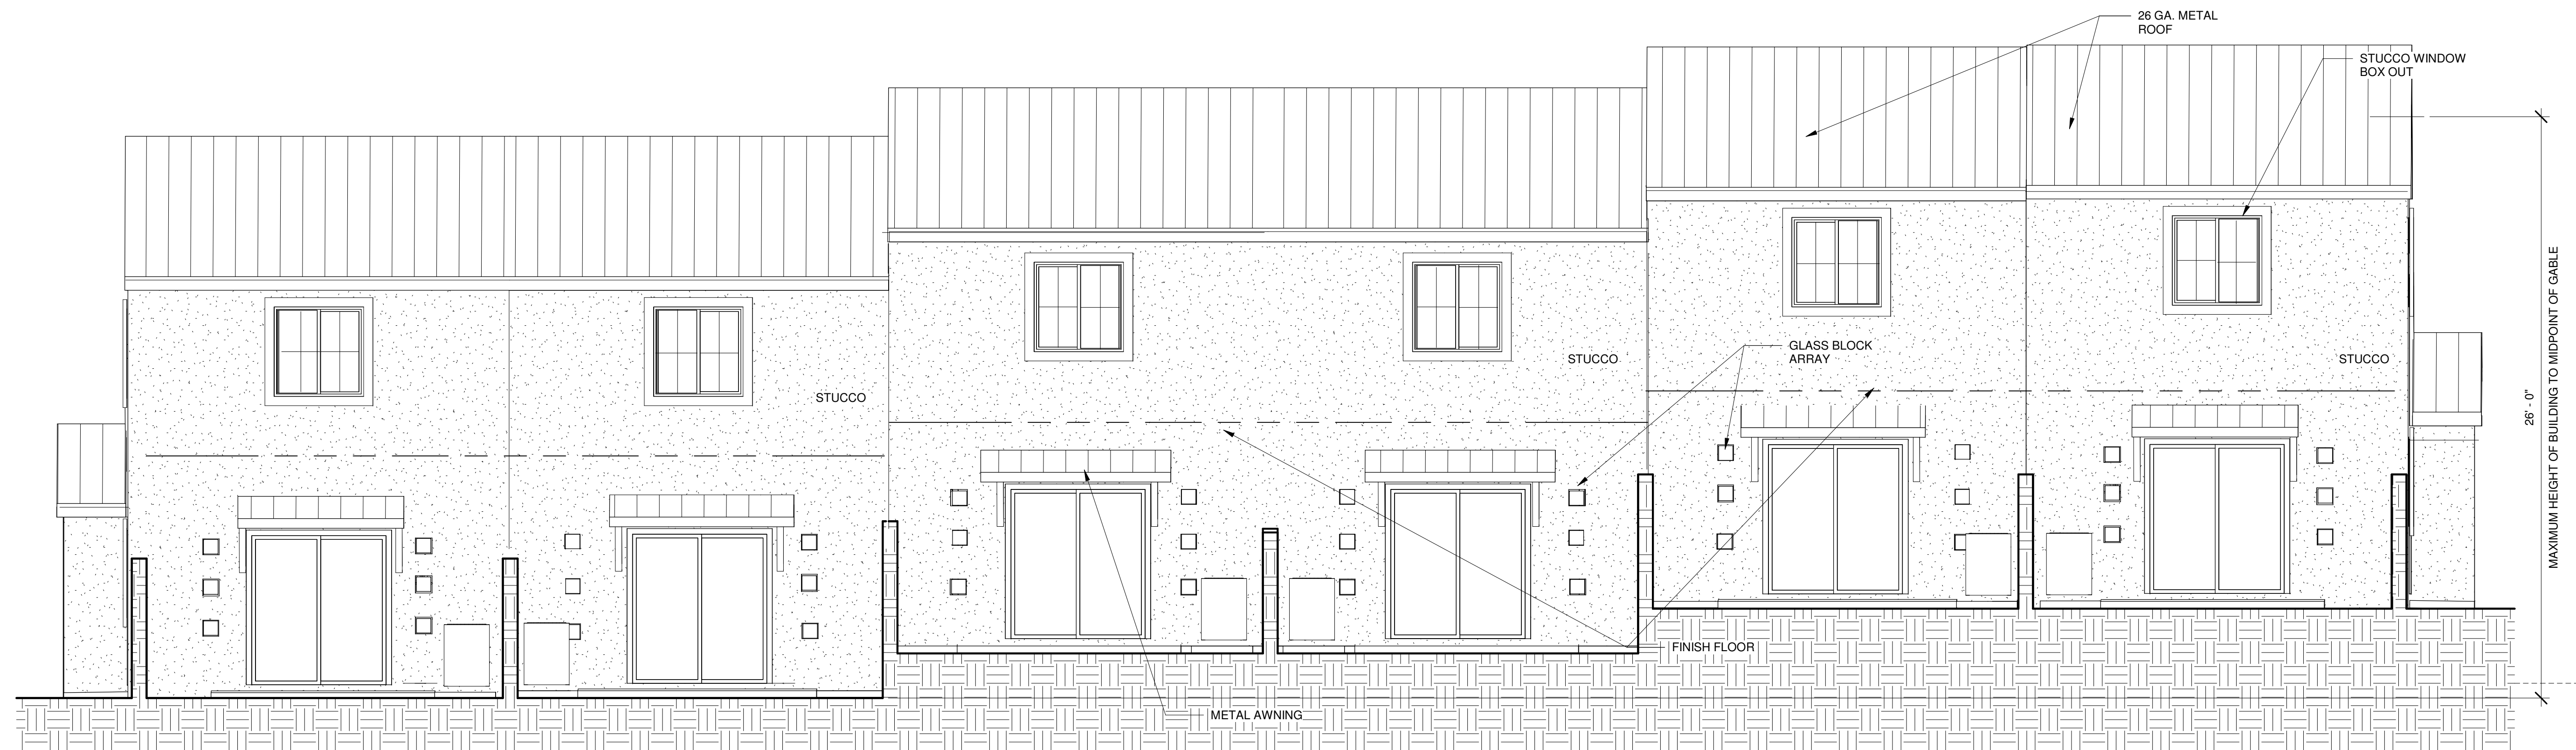 26 GA. METAL
ROOF
STUCCO WINDOW
BOX OUT
GLASS BLOCK
ARRAY
STUCCO
STUCCO
STUCCO
FINISH FLOOR
METAL AWNING
26' - 0"
MAXIMUM HEIGHT OF BUILDING TO MIDPOINT OF GABLE